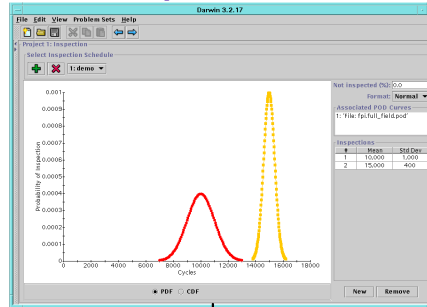 Darwin 3.2.17
File Edit View Problem Sets Help
Project 1: Inspection
Select Inspection Schedule
1: demo
Not Inspected (%): 0.0
Format: Normal
Associated POD Curves
1: 'File: fpi.full_field.pod'
Inspections
# Mean Std Dev
1 10,000 1,000
2 15,000 400
Probability of Inspection
0.001
0.0009
0.0008
0.0007
0.0006
0.0005
0.0004
0.0003
0.0002
0.0001
0
0 2000 4000 6000 8000 10000 12000 14000 16000 18000
Cycles
PDF CDF
New Remove